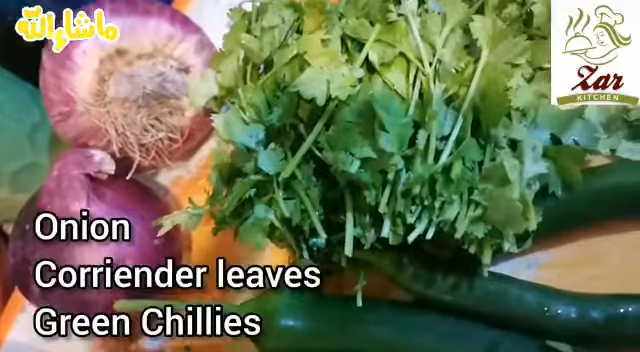 ماشاءالله
Zar
KITCHEN
Onion
Corriender leaves
Green Chillies